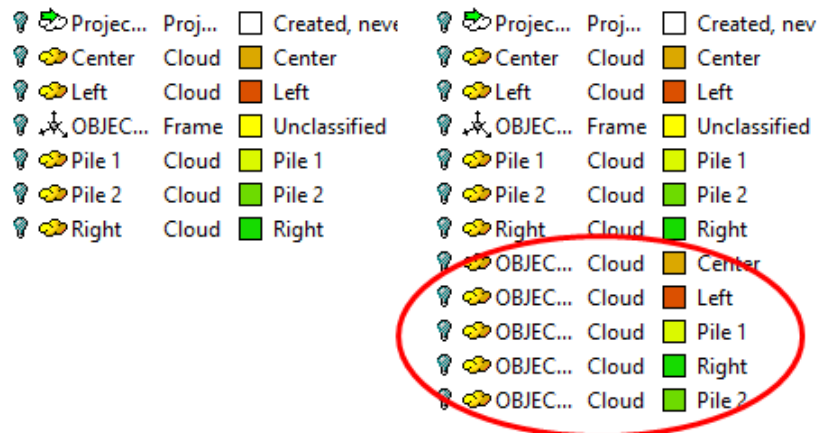 Projec... Proj... Created, neve
Center Cloud Center
Left Cloud Left
OBJEC... Frame Unclassified
Pile 1 Cloud Pile 1
Pile 2 Cloud Pile 2
Right Cloud Right
Projec... Proj... Created, nev
Center Cloud Center
Left Cloud Left
OBJEC... Frame Unclassified
Pile 1 Cloud Pile 1
Pile 2 Cloud Pile 2
Right Cloud Right
OBJEC... Cloud Center
OBJEC... Cloud Left
OBJEC... Cloud Pile 1
OBJEC... Cloud Right
OBJEC... Cloud Pile 2